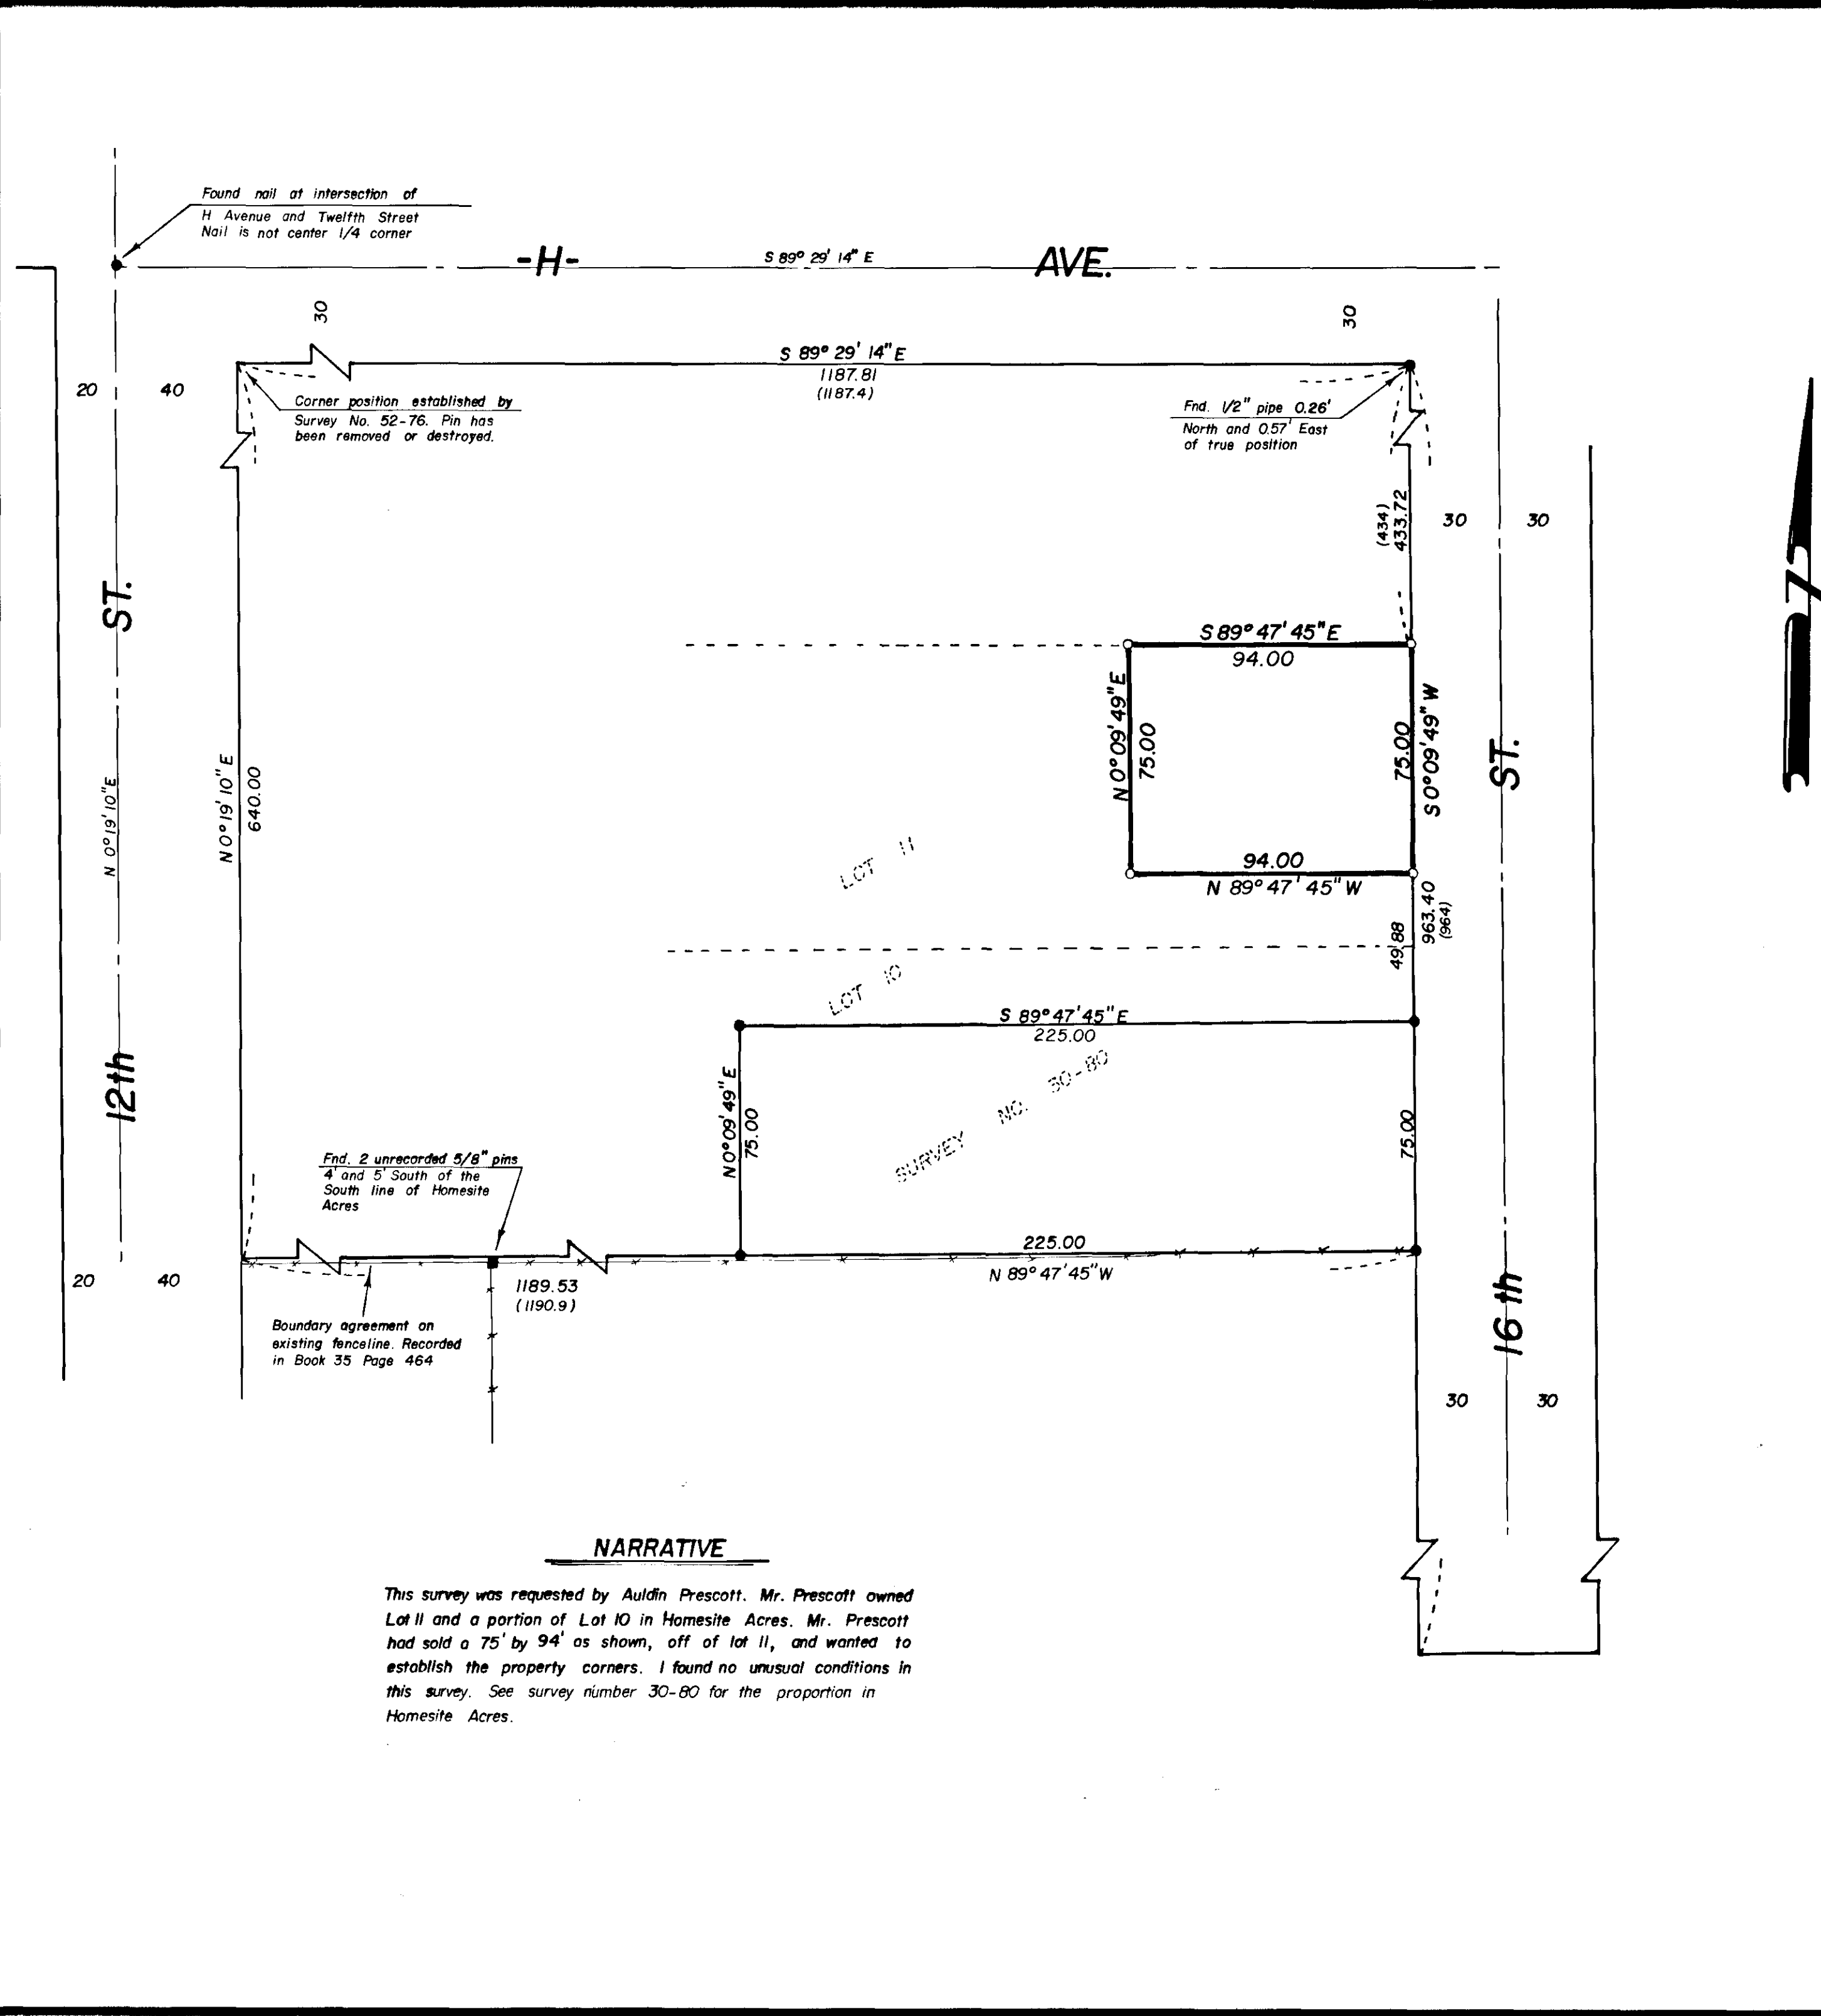 Found nail at intersection of
H Avenue and Twelfth Street
Nail is not center 1/4 corner
-H- AVE.
S 89° 29' 14" E
30
30
S 89° 29' 14" E
1187.81
(1187.4)
20 40
Corner position established by
Survey No. 52-76. Pin has
been removed or destroyed.
Fnd. 1/2" pipe 0.26'
North and 0.57' East
of true position
(434)
433.72
30 30
12th ST.
N 0° 19' 10" E
N 0° 19' 10" E
640.00
S 89° 47' 45" E
94.00
N 0° 09' 49" E
75.00
75.00
S 0° 09' 49" W
94.00
N 89° 47' 45" W
16th ST.
LOT 11
963.40
(964)
49.88
LOT 10
S 89° 47' 45" E
225.00
SURVEY NO. 30-80
N 0° 09' 49" E
75.00
75.00
Fnd. 2 unrecorded 5/8" pins
4' and 5' South of the
South line of Homesite
Acres
225.00
N 89° 47' 45" W
20 40
1189.53
(1190.9)
Boundary agreement on
existing fenceline. Recorded
in Book 35 Page 464
30 30
NARRATIVE
This survey was requested by Auldin Prescott. Mr. Prescott owned
Lot 11 and a portion of Lot 10 in Homesite Acres. Mr. Prescott
had sold a 75' by 94' as shown, off of lot 11, and wanted to
establish the property corners. I found no unusual conditions in
this survey. See survey number 30-80 for the proportion in
Homesite Acres.